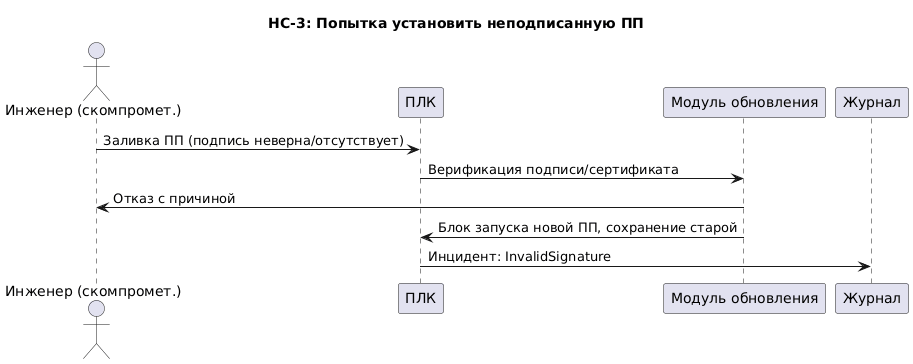 НС-3: Попытка установить неподписанную ПП
Инженер (скомпромет.)
ПЛК
Модуль обновления
Журнал
Заливка ПП (подпись неверна/отсутствует)
Верификация подписи/сертификата
Отказ с причиной
Блок запуска новой ПП, сохранение старой
Инцидент: InvalidSignature
Инженер (скомпромет.)
ПЛК
Модуль обновления
Журнал